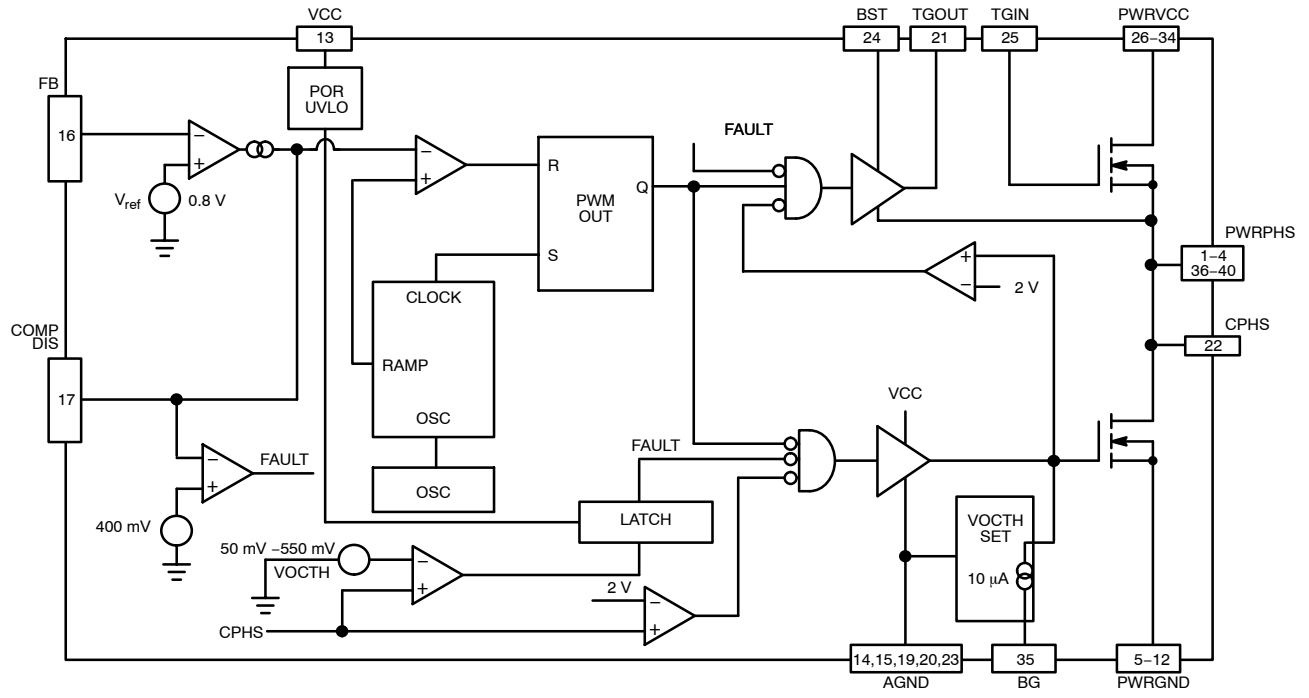 VCC
BST
TGOUT
TGIN
PWRVCC
13
24
21
25
26−34
FB
POR
UVLO
16
−
+
Vref
0.8 V
−
+
R
Q
PWM
OUT
S
FAULT
PWRPHS
1−4
36−40
+
−
2 V
CLOCK
RAMP
OSC
CPHS
22
COMP
DIS
17
−
+
FAULT
400 mV
OSC
VCC
FAULT
LATCH
VOCTH
SET
10 μA
50 mV −550 mV
VOCTH
−
+
CPHS
2 V
−
+
14,15,19,20,23
35
5−12
AGND
BG
PWRGND